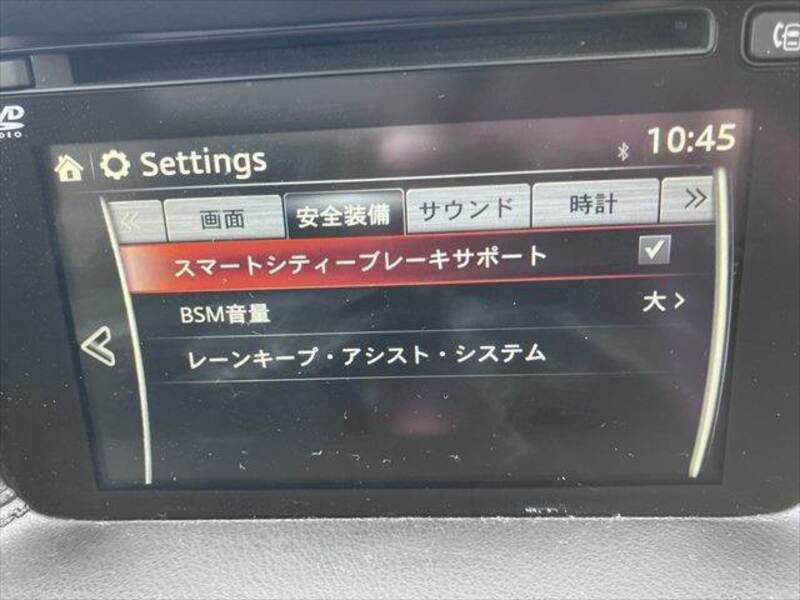 Settings
10:45
画面
安全装備
サウンド
時計
スマートシティーブレーキサポート
BSM音量
大
レーンキープ・アシスト・システム